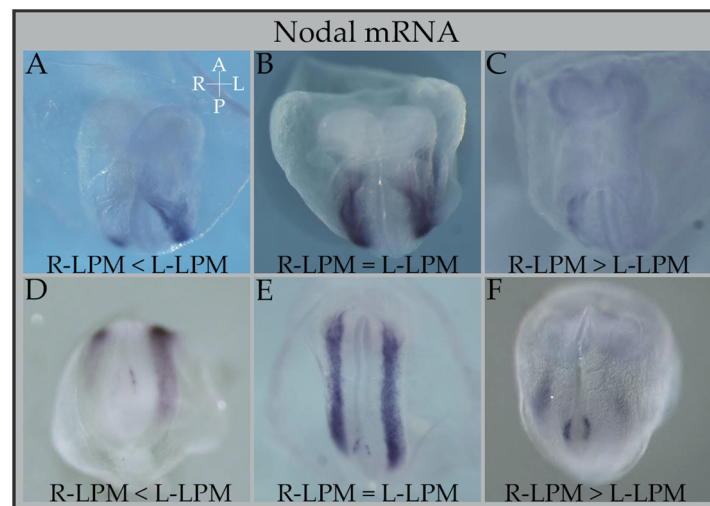 Nodal mRNA
A B C
A
R L
P
R-LPM < L-LPM R-LPM = L-LPM R-LPM > L-LPM
D E F
R-LPM < L-LPM R-LPM = L-LPM R-LPM > L-LPM